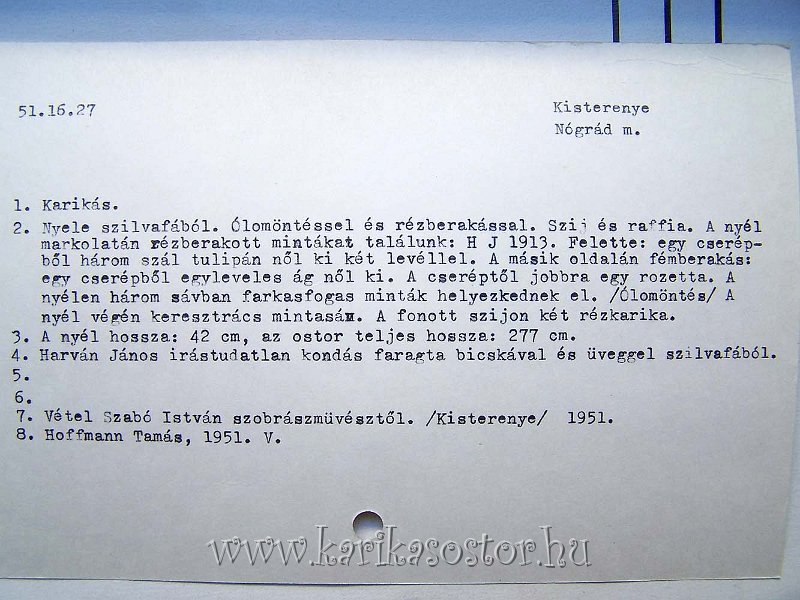 51.16.27
Kisterenye
Nógrád m.
1. Karikás.
2. Nyele szilvafából. Ólomöntéssel és rézberakással. Szij és raffia. A nyél
markolatán rézberakott mintákat találunk: H J 1913. Felette: egy cserép-
ből három szál tulipán nől ki két levéllel. A másik oldalán fémberakás:
egy cserépből egyleveles ág nől ki. A cseréptől jobbra egy rozetta. A
nyélen három sávban farkasfogas minták helyezkednek el. /Ólomöntés/ A
nyél végén keresztrács mintasán. A fonott szijon két rézkarika.
3. A nyél hossza: 42 cm, az ostor teljes hossza: 277 cm.
4. Harván János irástudatlan kondás faragta bicskával és üveggel szilvafából.
5.
6.
7. Vétel Szabó István szobrászmüvésztől. /Kisterenye/ 1951.
8. Hoffmann Tamás, 1951. V.
www.karikasostor.hu